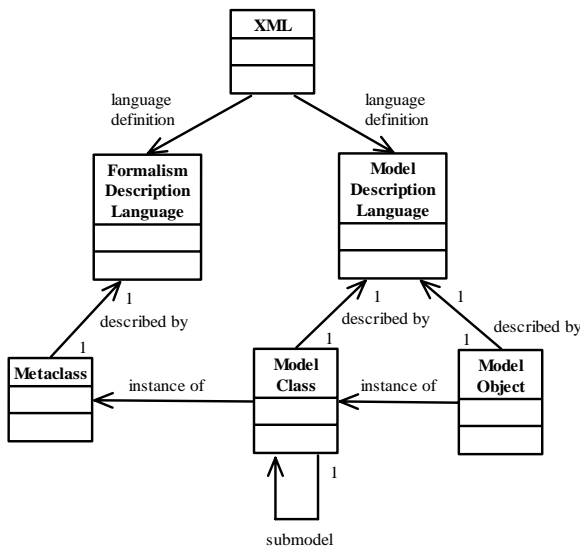 XML
language
definition
language
definition
Formalism
Description
Language
Model
Description
Language
1
described by
1
1
described by
1
1
described by
1
Metaclass
instance of
Model
Class
instance of
Model
Object
1
submodel